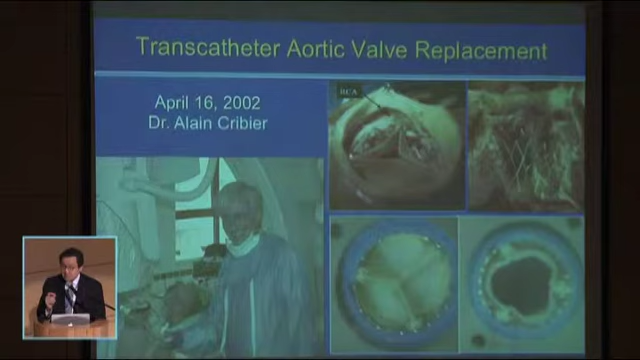 Transcatheter Aortic Valve Replacement
April 16, 2002
Dr. Alain Cribier
RCA